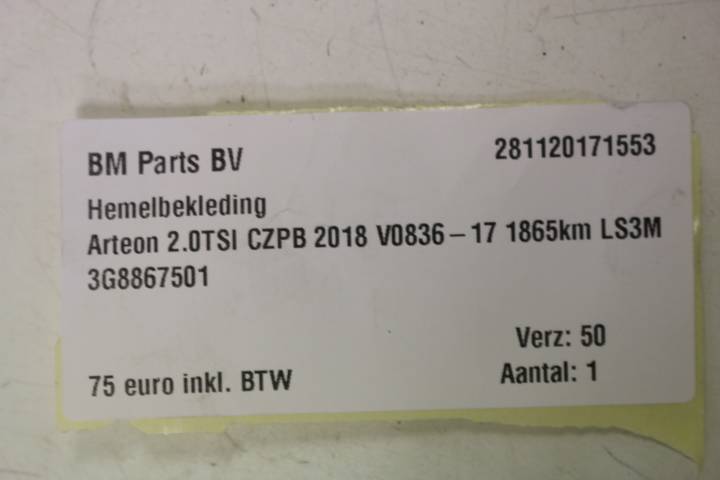 BM Parts BV 281120171553
Hemelbekleding
Arteon 2.0TSI CZPB 2018 V0836-17 1865km LS3M
3G8867501
Verz: 50
75 euro inkl. BTW Aantal: 1